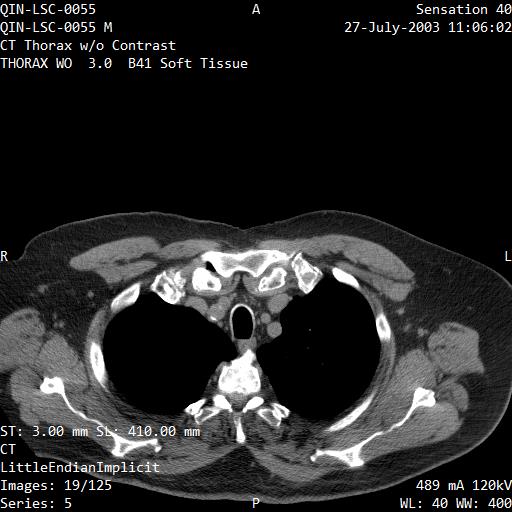 QIN-LSC-0055 A Sensation 40
QIN-LSC-0055 M 27-July-2003 11:06:02
CT Thorax w/o Contrast
THORAX WO 3.0 B41 Soft Tissue
R L
ST: 3.00 mm SL: 410.00 mm
CT
LittleEndianImplicit
Images: 19/125 489 mA 120kV
Series: 5 P WL: 40 WW: 400